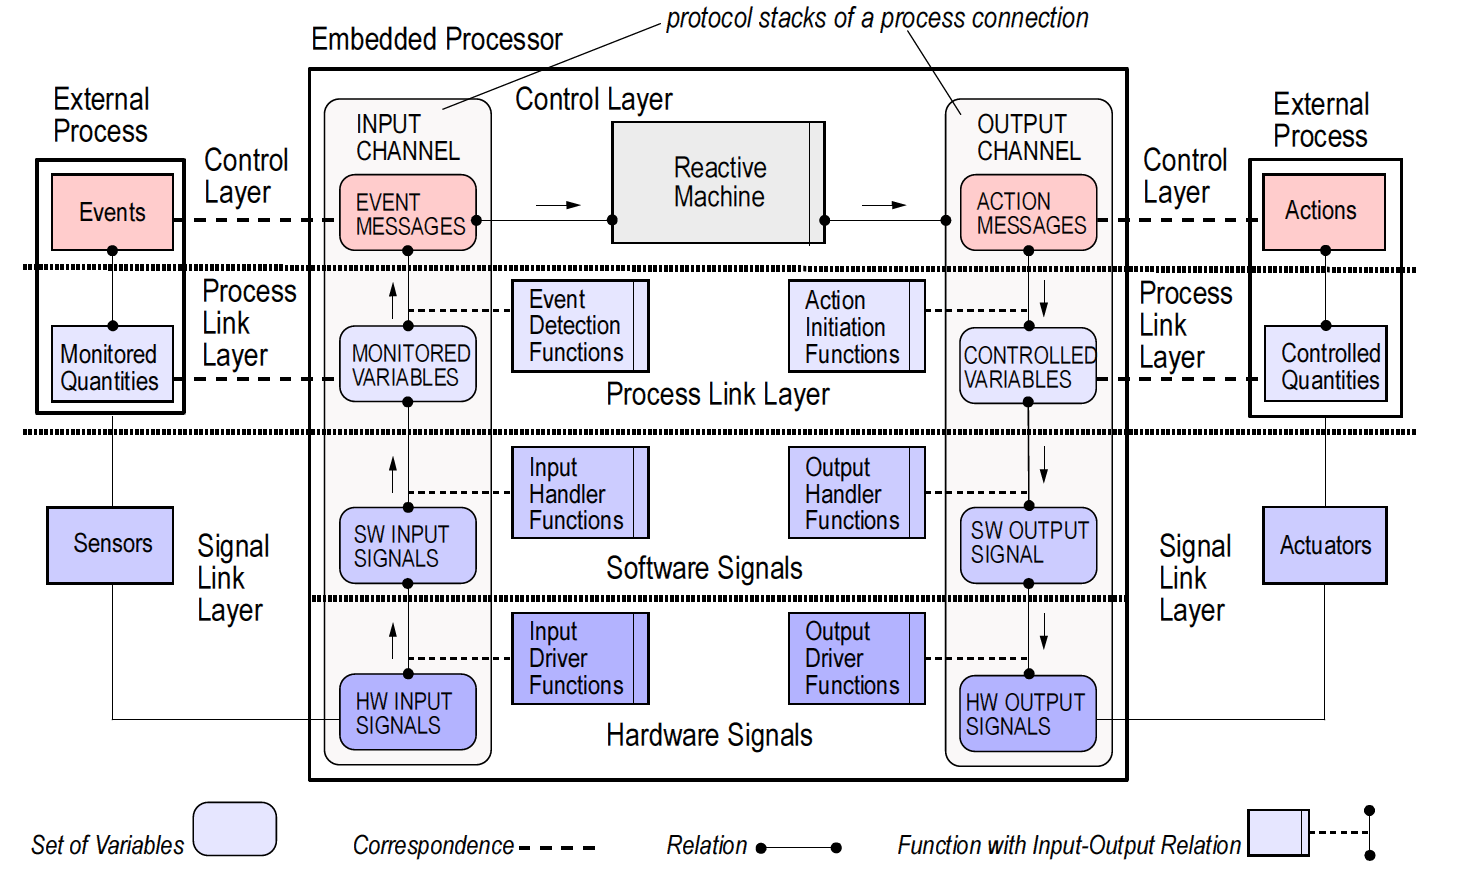 protocol stacks of a process connection
Embedded Processor
External
Process
Control Layer
INPUT
CHANNEL
OUTPUT
CHANNEL
External
Process
Control
Layer
Reactive
Machine
Control
Layer
Events
EVENT
MESSAGES
ACTION
MESSAGES
Actions
Process
Link
Layer
Event
Detection
Functions
Action
Initiation
Functions
Process
Link
Layer
Monitored
Quantities
MONITORED
VARIABLES
CONTROLLED
VARIABLES
Controlled
Quantities
Process Link Layer
Input
Handler
Functions
Output
Handler
Functions
Sensors
Signal
Link
Layer
SW INPUT
SIGNALS
SW OUTPUT
SIGNAL
Signal
Link
Layer
Actuators
Software Signals
Input
Driver
Functions
Output
Driver
Functions
HW INPUT
SIGNALS
HW OUTPUT
SIGNALS
Hardware Signals
Set of Variables
Correspondence
Relation
Function with Input-Output Relation